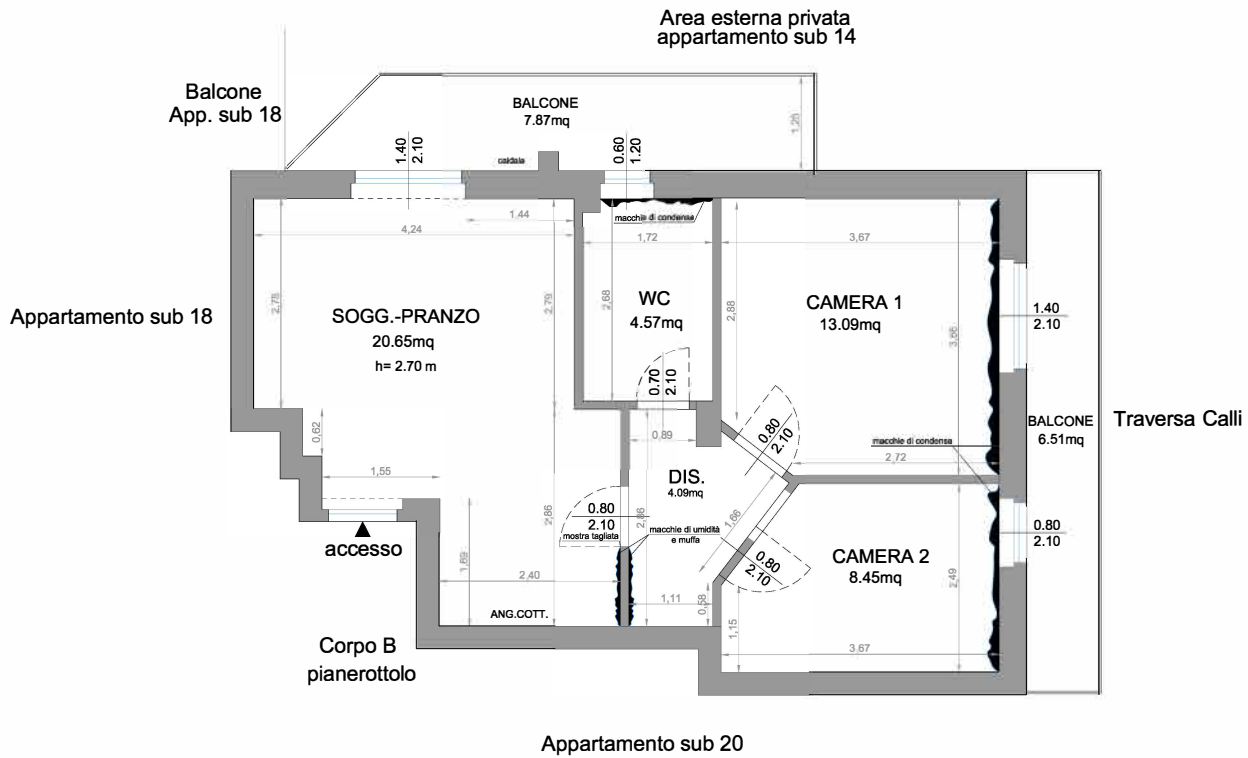 Area esterna privata
appartamento sub 14
Balcone
App. sub 18
BALCONE
7.87mq
1,25
1.40
2.10
caldaia
0.60
1.20
macchie di condensa
1,44
4,24
1,72
3,67
2,78
2,79
2,68
2,88
3,66
Appartamento sub 18
SOGG.-PRANZO
20.65mq
h= 2.70 m
WC
4.57mq
CAMERA 1
13.09mq
1.40
2.10
0.70
2.10
0,62
0,89
0.80
2.10
macchie di condensa
2,72
BALCONE
6.51mq
Traversa Calli
1,55
DIS.
4.09mq
0.80
2.10
mostra tagliata
2,86
2,86
macchie di umidità
e muffa
1,66
0.80
2.10
accesso
1,69
2,40
1,11
0,58
0.80
2.10
CAMERA 2
8.45mq
2,49
ANG.COTT.
1,15
3,67
Corpo B
pianerottolo
Appartamento sub 20